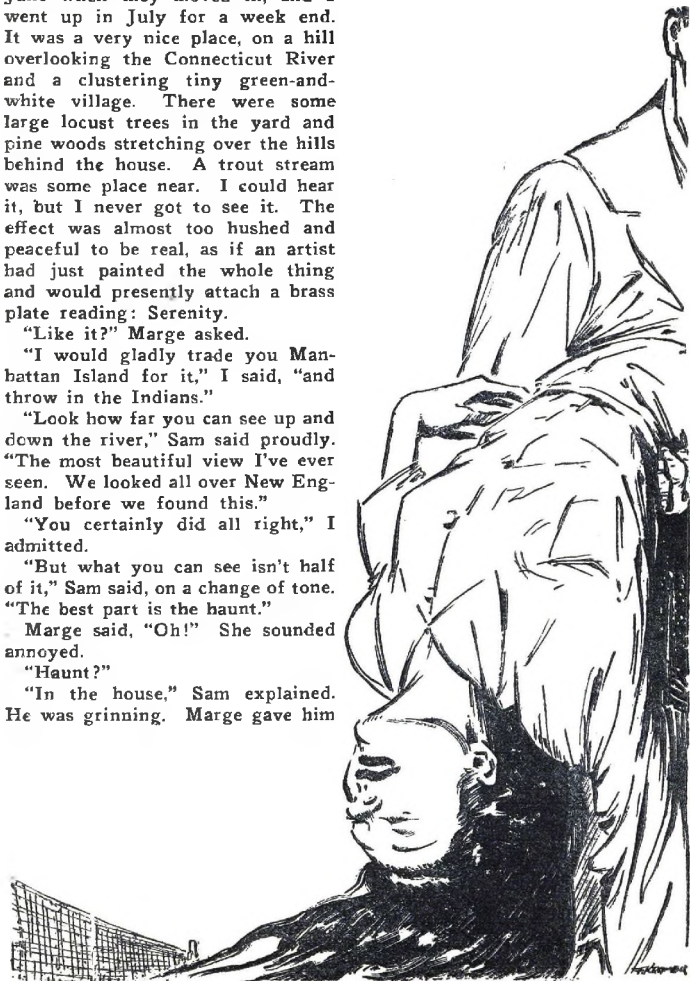 went up in July for a week end.
It was a very nice place, on a hill
overlooking the Connecticut River
and a clustering tiny green-and-
white village. There were some
large locust trees in the yard and
pine woods stretching over the hills
behind the house. A trout stream
was some place near. I could hear
it, but I never got to see it. The
effect was almost too hushed and
peaceful to be real, as if an artist
had just painted the whole thing
and would presently attach a brass
plate reading: Serenity.
"Like it?" Marge asked.
"I would gladly trade you Man-
hattan Island for it," I said, "and
throw in the Indians."
"Look how far you can see up and
down the river," Sam said proudly.
"The most beautiful view I've ever
seen. We looked all over New Eng-
land before we found this."
"You certainly did all right," I
admitted.
"But what you can see isn't half
of it," Sam said, on a change of tone.
"The best part is the haunt."
Marge said, "Oh!" She sounded
annoyed.
"Haunt?"
"In the house," Sam explained.
He was grinning. Marge gave him